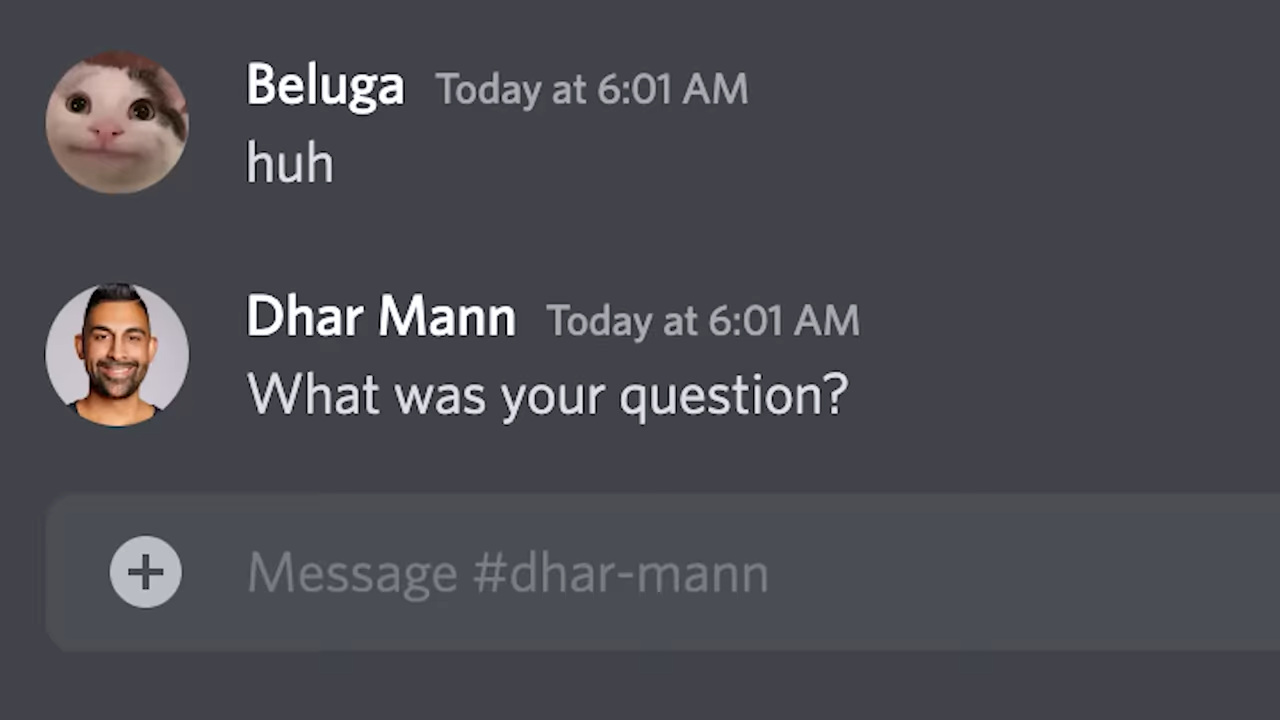 Beluga Today at 6:01 AM
huh
Dhar Mann Today at 6:01 AM
What was your question?
Message #dhar-mann